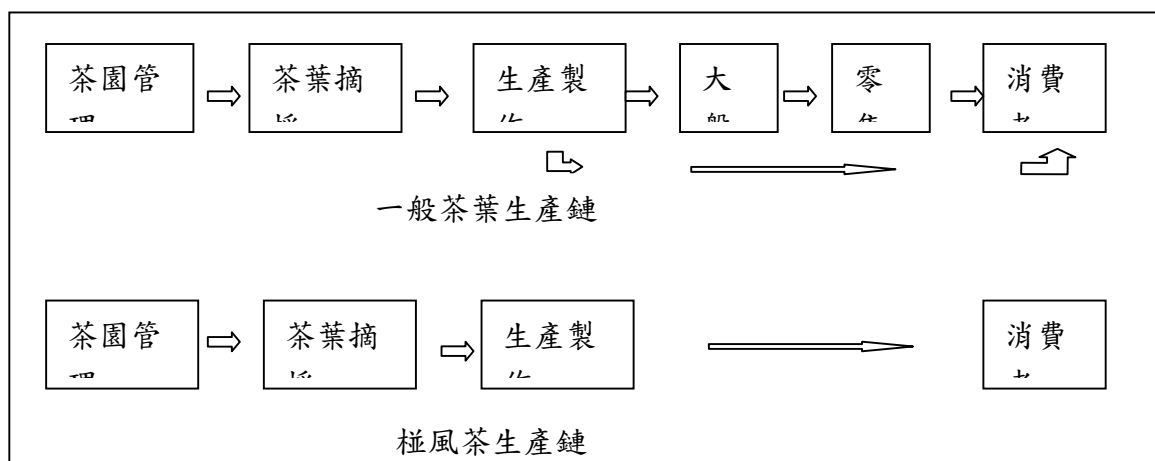 茶園管
茶葉摘
生產製
大
零
消費
一般茶葉生產鏈
茶園管
茶葉摘
生產製
消費
椪風茶生產鏈